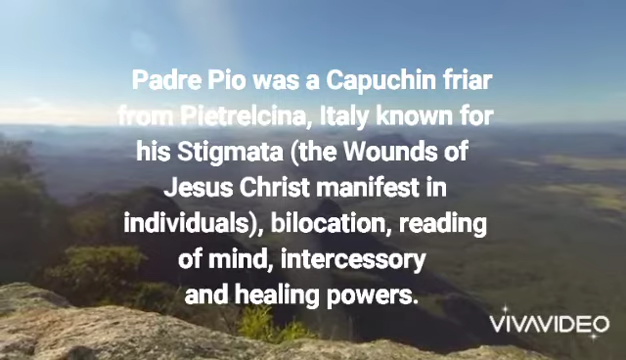 Padre Pio was a Capuchin friar
from Pietrelcina, Italy known for
his Stigmata (the Wounds of
Jesus Christ manifest in
individuals), bilocation, reading
of mind, intercessory
and healing powers.
VIVAVIDEO